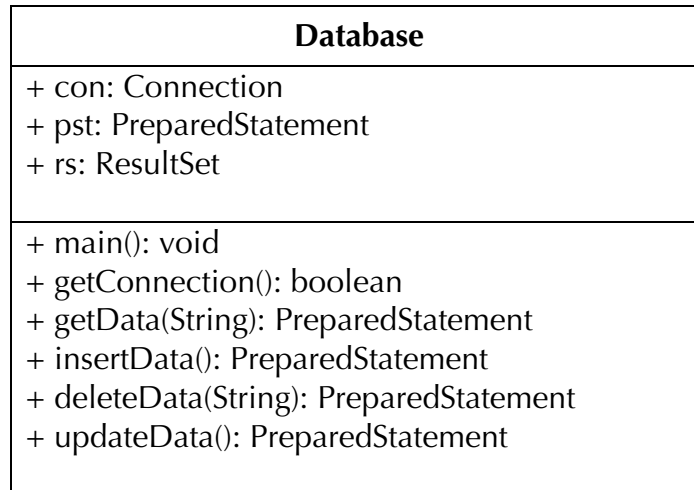 Database
+ con: Connection
+ pst: PreparedStatement
+ rs: ResultSet
+ main(): void
+ getConnection(): boolean
+ getData(String): PreparedStatement
+ insertData(): PreparedStatement
+ deleteData(String): PreparedStatement
+ updateData(): PreparedStatement